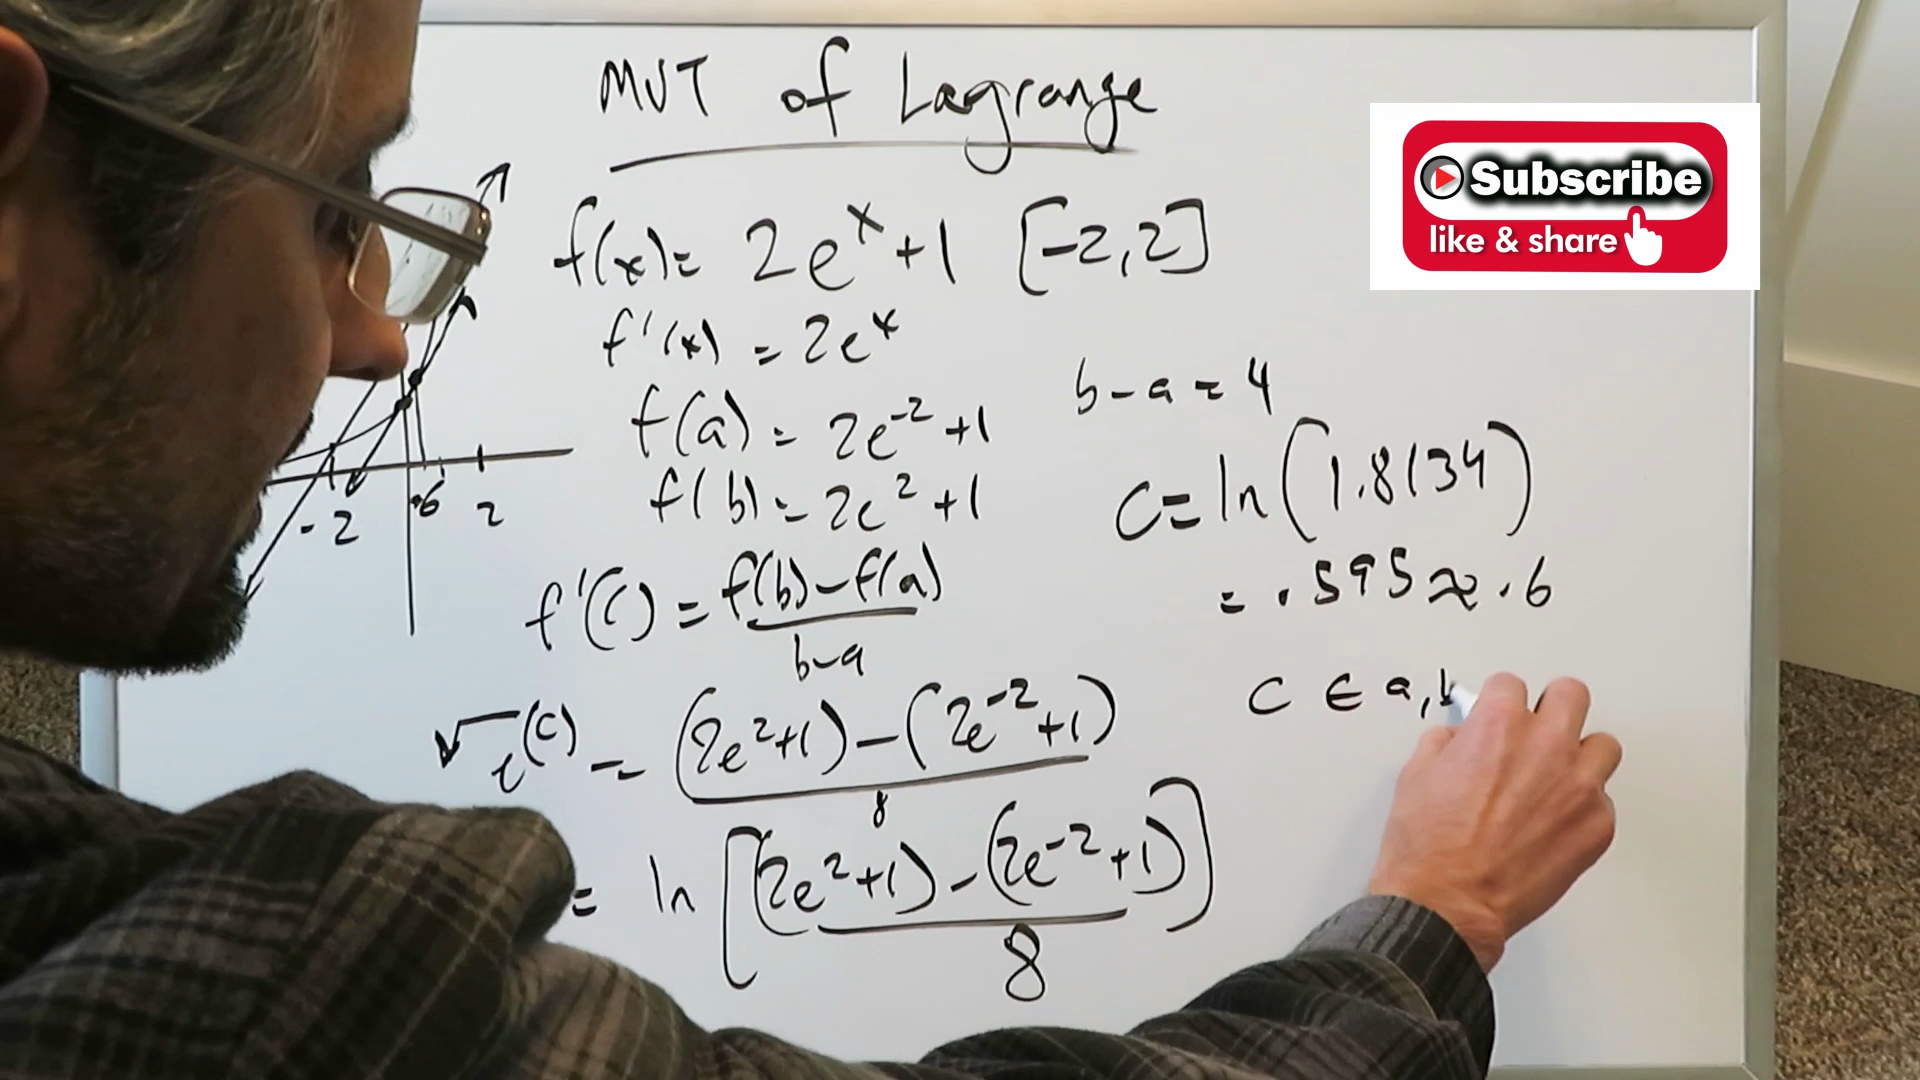 MVT of Lagrange
Subscribe
like & share
f(x) = 2e^x + 1 [-2, 2]
f'(x) = 2e^x
b - a = 4
f(a) = 2e^-2 + 1
f(b) = 2e^2 + 1
c = ln(1.8134)
= .595 ≈ .6
-2 .6 2
f'(c) = f(b) - f(a) / b - a
c ∈ a, b
e^(c) = (2e^2 + 1) - (2e^-2 + 1) / 8
= ln [(2e^2 + 1) - (2e^-2 + 1) / 8]